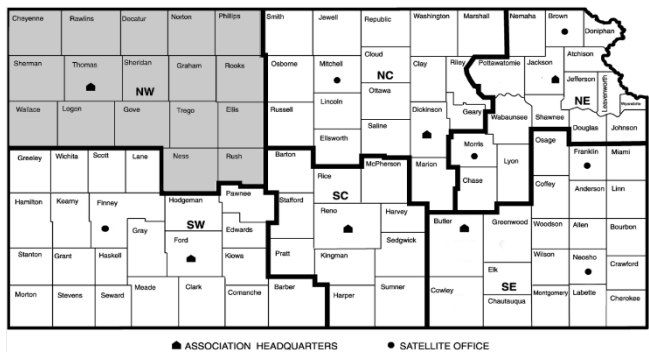 Cheyenne Rawlins Decatur Norton Phillips Smith Jewell Republic Washington Marshall Nemaha Brown Doniphan
Sherman Thomas Sheridan Graham Rooks Osborne Mitchell Cloud Clay Riley Pottawatomie Jackson Atchison
NW NC Jefferson Leavenworth NE
Wallace Logan Gove Trego Ellis Russell Lincoln Ottawa Dickinson Geary Wabaunsee Shawnee
Ellsworth Saline Morris Douglas Johnson
Greeley Wichita Scott Lane Ness Rush Barton Rice McPherson Marion Chase Lyon Osage Franklin Miami
Hamilton Kearny Finney Hodgeman Pawnee Stafford SC Reno Harvey Butler Greenwood Coffey Anderson Linn
SW Gray Ford Edwards Sedgwick Woodson Allen Bourbon
Stanton Grant Haskell Kiowa Pratt Kingman Elk Wilson Neosho Crawford
SE
Morton Stevens Seward Meade Clark Comanche Barber Harper Sumner Cowley Chautauqua Montgomery Labette Cherokee
ASSOCIATION HEADQUARTERS SATELLITE OFFICE